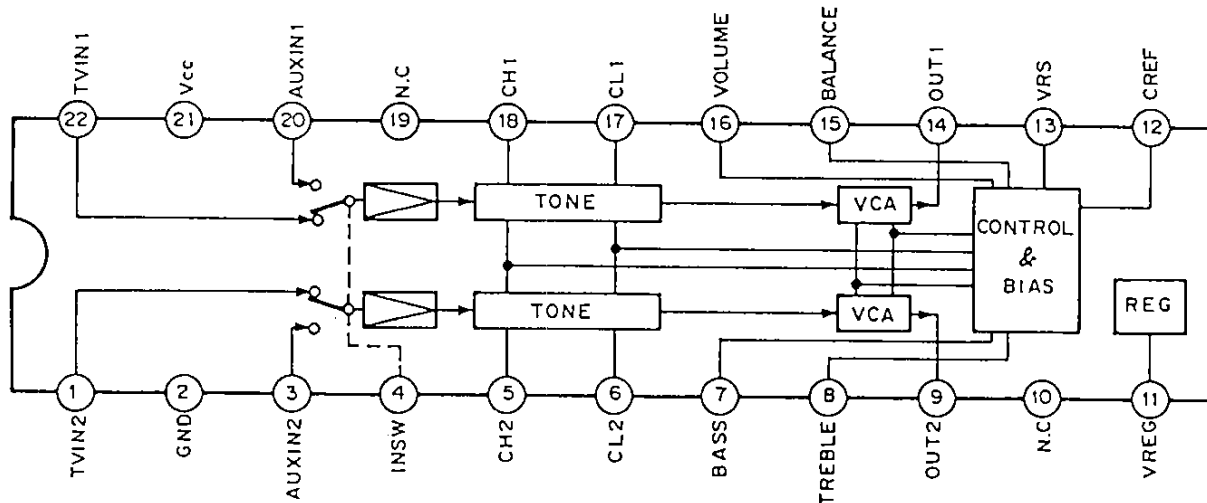 TVIN1
Vcc
AUXIN1
N.C
CH1
CL1
VOLUME
BALANCE
OUT1
VRS
CREF
22
21
20
19
18
17
16
15
14
13
12
TONE
VCA
CONTROL
&
BIAS
TONE
VCA
REG
1
2
3
4
5
6
7
8
9
10
11
TVIN2
GND
AUXIN2
INSW
CH2
CL2
BASS
TREBLE
OUT2
N.C
VREG